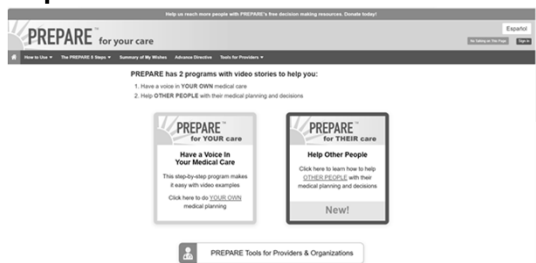 Help us reach more people with PREPARE's free decision making resources. Donate today!
Español
PREPARE™ for your care
Sign In
How to Use ▾ The PREPARE 5 Steps ▾ Summary of My Wishes Advance Directive Tools for Providers ▾
PREPARE has 2 programs with video stories to help you:
1. Have a voice in YOUR OWN medical care
2. Help OTHER PEOPLE with their medical planning and decisions
PREPARE™
for YOUR care
Have a Voice In
Your Medical Care
This step-by-step program makes
it easy with video examples
Click here to do YOUR OWN
medical planning
PREPARE™
for THEIR care
Help Other People
Click here to learn how to help
OTHER PEOPLE with their
medical planning and decisions
New!
PREPARE Tools for Providers & Organizations